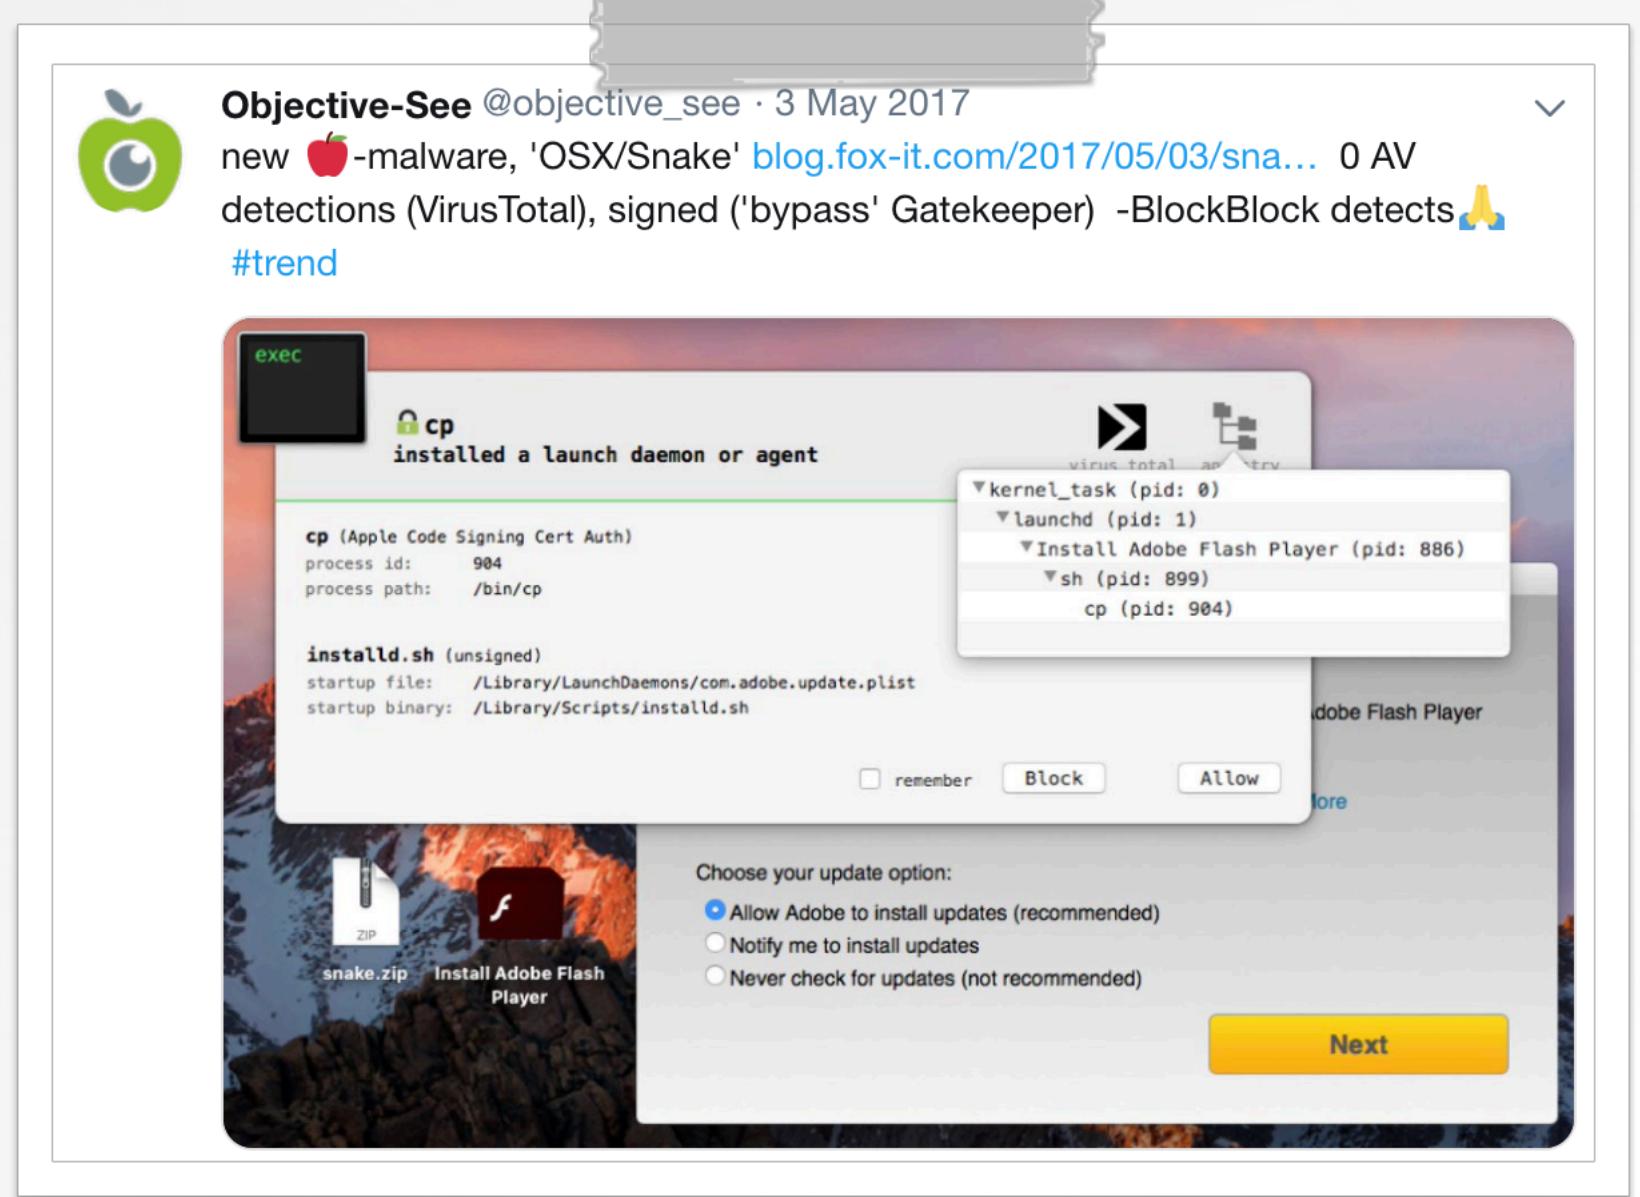 Objective-See @objective_see · 3 May 2017
new 🍎-malware, 'OSX/Snake' blog.fox-it.com/2017/05/03/sna… 0 AV
detections (VirusTotal), signed ('bypass' Gatekeeper) -BlockBlock detects🙏
#trend
exec
cp
installed a launch daemon or agent
virus total
kernel_task (pid: 0)
launchd (pid: 1)
Install Adobe Flash Player (pid: 886)
sh (pid: 899)
cp (pid: 904)
cp (Apple Code Signing Cert Auth)
process id: 904
process path: /bin/cp
installd.sh (unsigned)
startup file: /Library/LaunchDaemons/com.adobe.update.plist
startup binary: /Library/Scripts/installd.sh
remember Block Allow
dobe Flash Player
ore
Choose your update option:
Allow Adobe to install updates (recommended)
Notify me to install updates
Never check for updates (not recommended)
Next
ZIP
snake.zip
Install Adobe Flash
Player